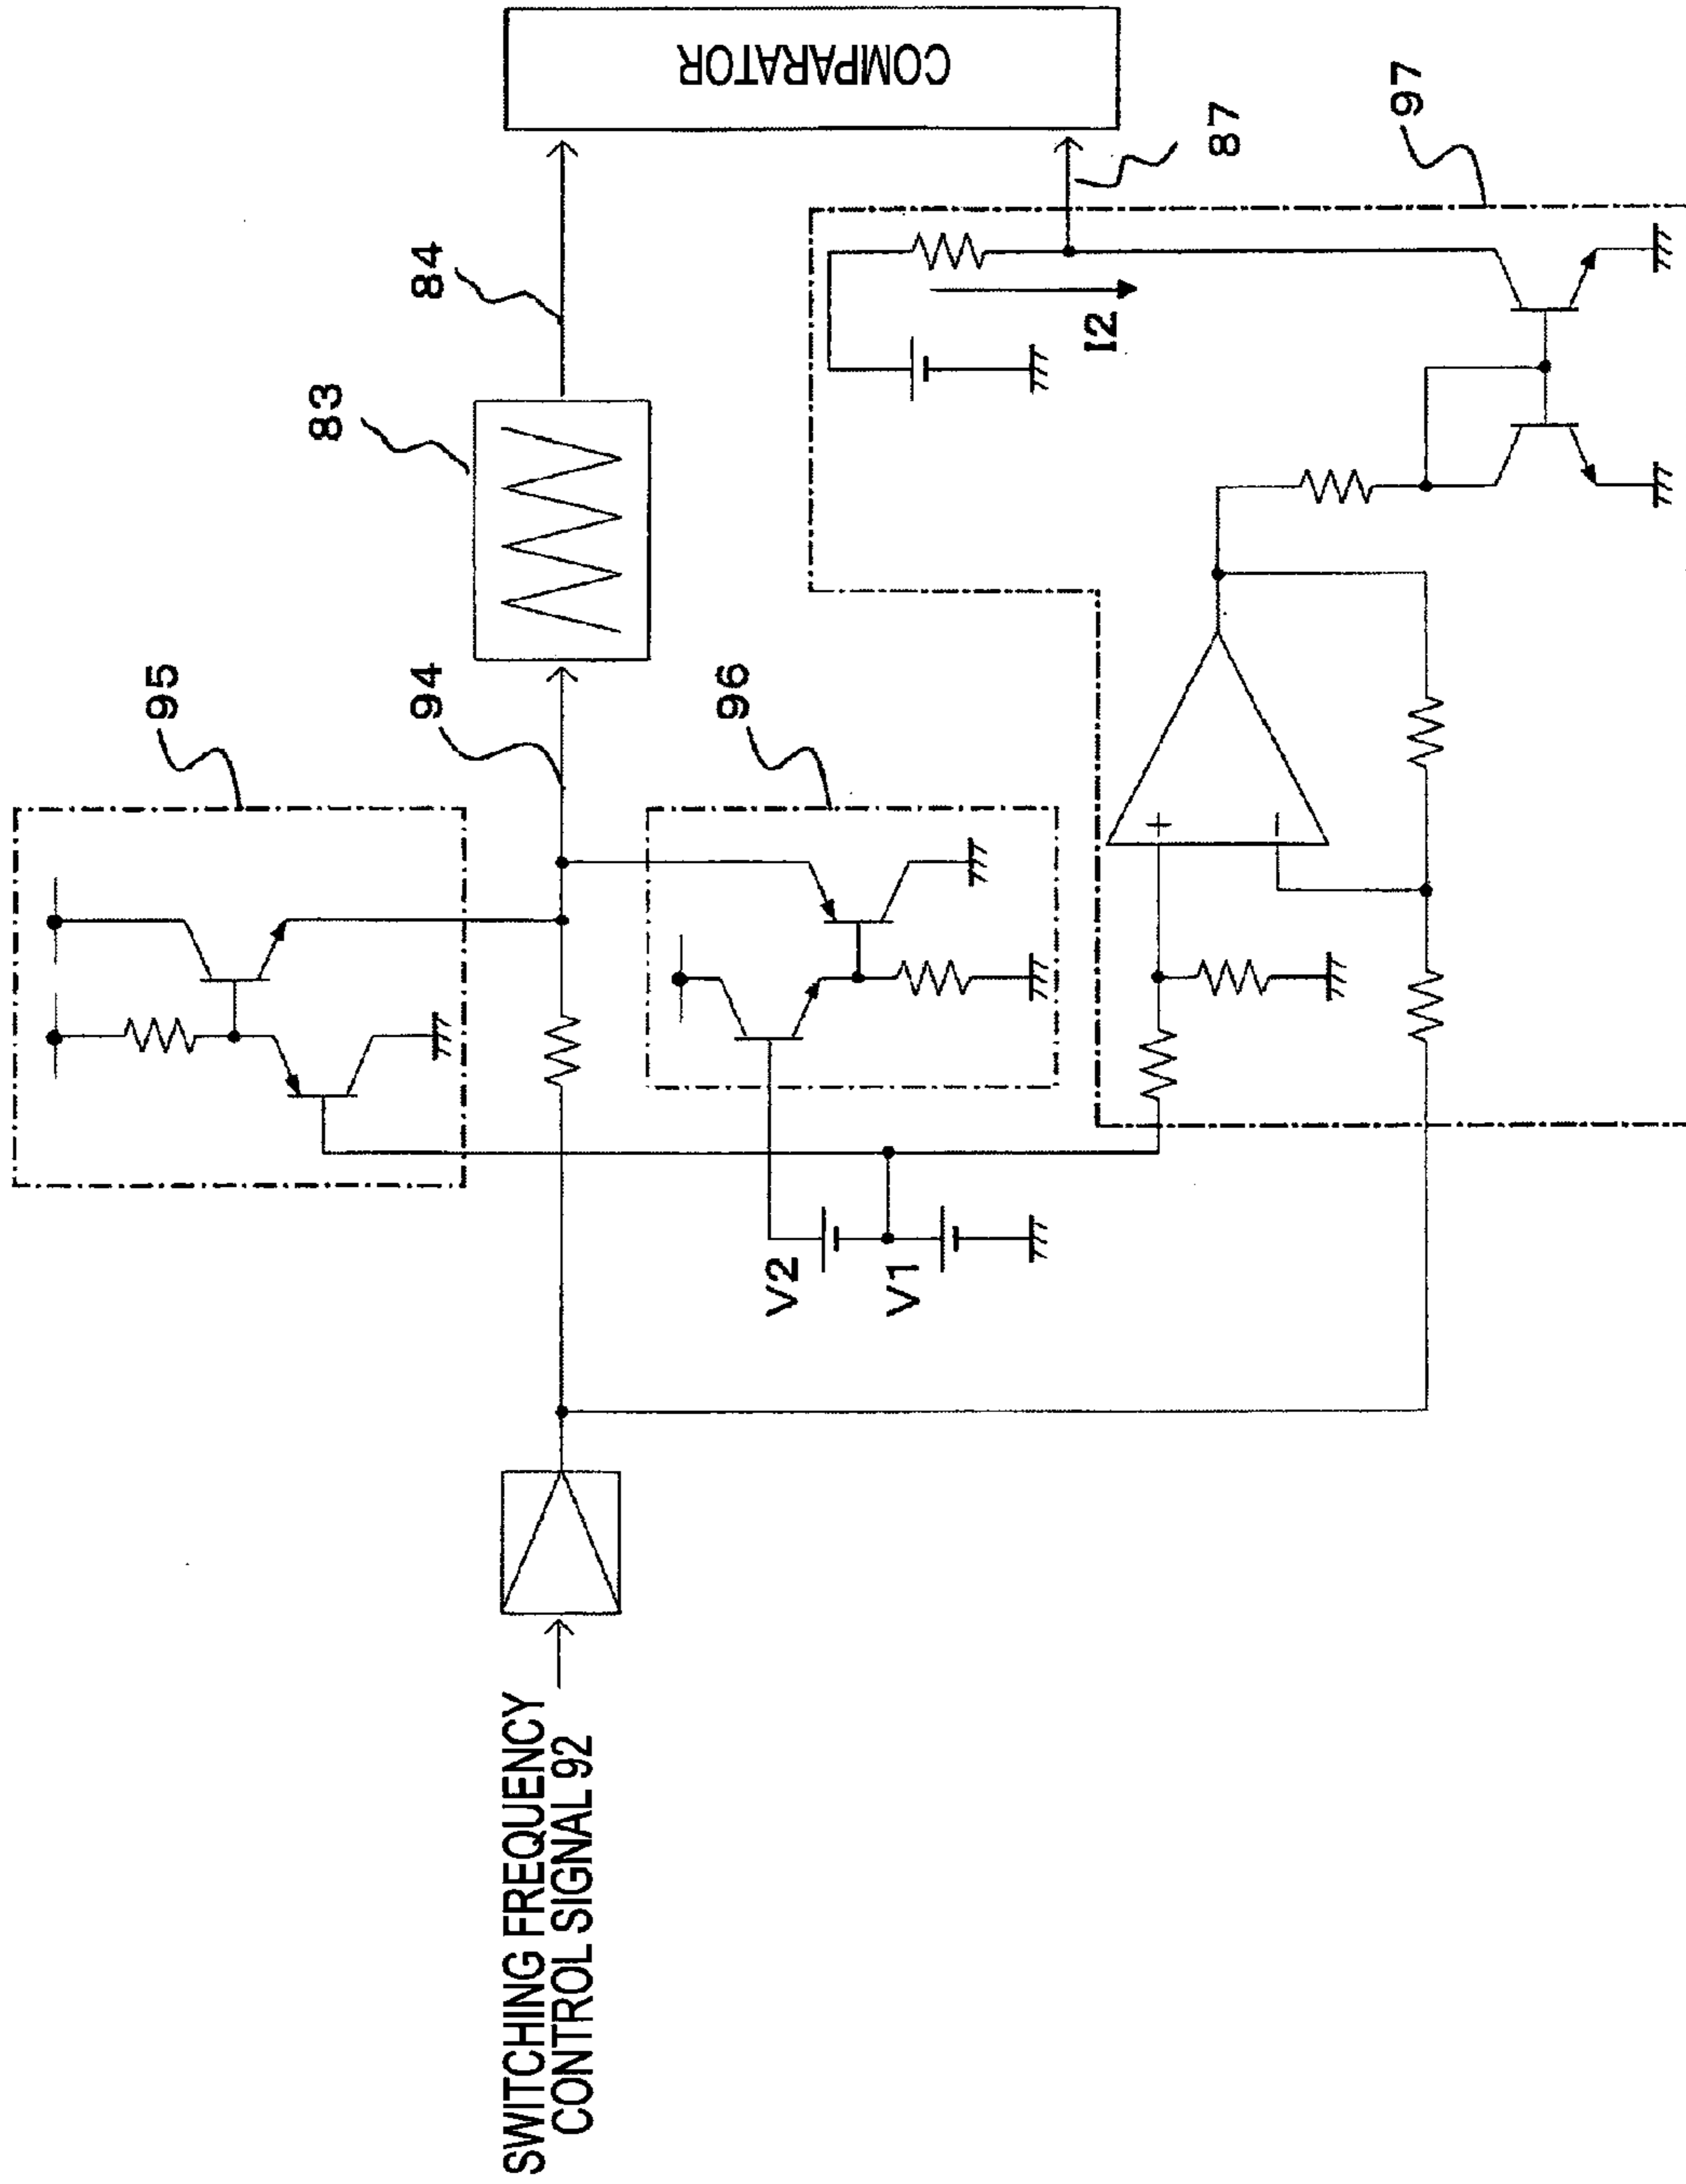 SWITCHING FREQUENCY
CONTROL SIGNAL 92
95
94
96
V2
V1
83
84
COMPARATOR
87
97
I2
+
−